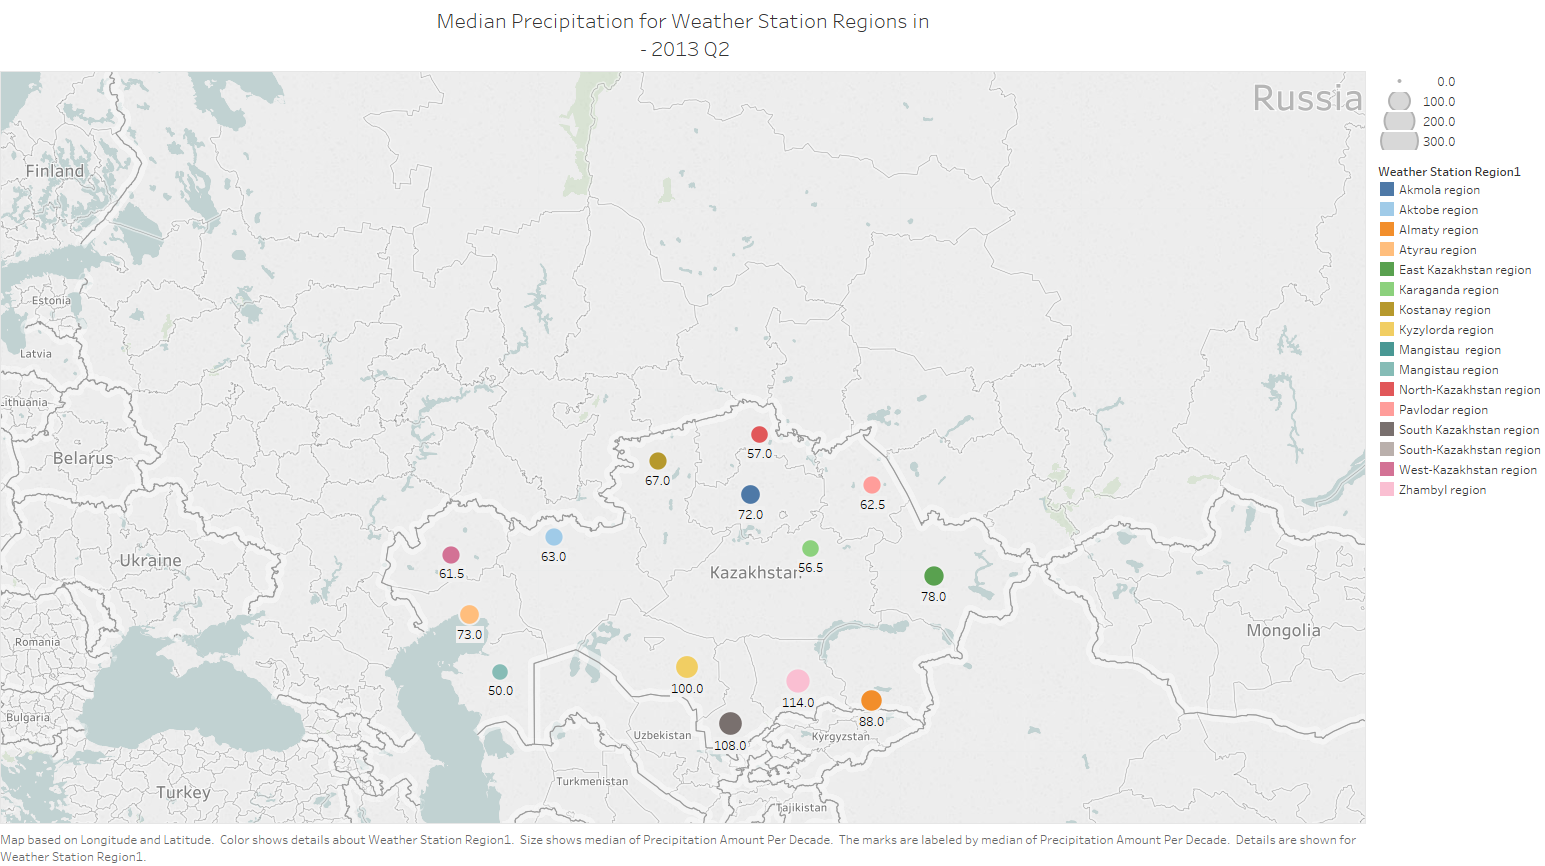 Median Precipitation for Weather Station Regions in
- 2013 Q2
Russia
0.0
100.0
200.0
300.0
Finland
Weather Station Region1
Akmola region
Aktobe region
Almaty region
Atyrau region
East Kazakhstan region
Karaganda region
Kostanay region
Kyzylorda region
Mangistau  region
Mangistau region
North-Kazakhstan region
Pavlodar region
South Kazakhstan region
South-Kazakhstan region
West-Kazakhstan region
Zhambyl region
Estonia
Latvia
Lithuania
Belarus
57.0
67.0
62.5
72.0
Ukraine
63.0
61.5
Kazakhstan
56.5
78.0
Romania
73.0
Mongolia
50.0
100.0
114.0
Bulgaria
88.0
Uzbekistan
Kyrgyzstan
108.0
Turkmenistan
Turkey
Tajikistan
Map based on Longitude and Latitude.  Color shows details about Weather Station Region1.  Size shows median of Precipitation Amount Per Decade.  The marks are labeled by median of Precipitation Amount Per Decade.  Details are shown for
Weather Station Region1.